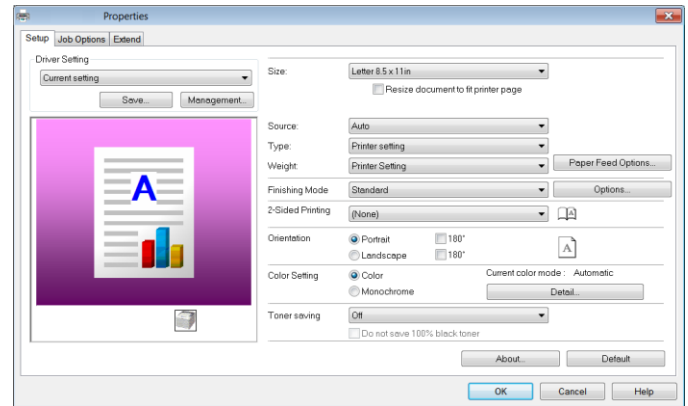 Properties
Setup Job Options Extend
Driver Setting
Current setting
Save... Management...
Size: Letter 8.5 x 11in
Resize document to fit printer page
Source: Auto
Type: Printer setting
Weight: Printer Setting Paper Feed Options...
Finishing Mode Standard Options...
2-Sided Printing (None) A
Orientation Portrait 180°
Landscape 180°
A
Color Setting Color Current color mode : Automatic
Monochrome Detail...
Toner saving Off
Do not save 100% black toner
A
About... Default
OK Cancel Help